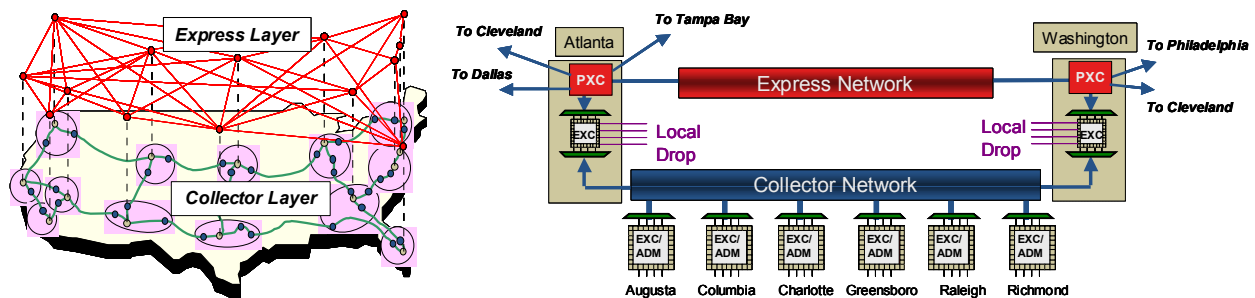 Express Layer
Collector Layer
To Cleveland
To Tampa Bay
Atlanta
To Dallas
PXC
Express Network
Washington
PXC
To Philadelphia
To Cleveland
EXC
Local
Drop
Local
Drop
EXC
Collector Network
EXC/
ADM
EXC/
ADM
EXC/
ADM
EXC/
ADM
EXC/
ADM
EXC/
ADM
Augusta
Columbia
Charlotte
Greensboro
Raleigh
Richmond